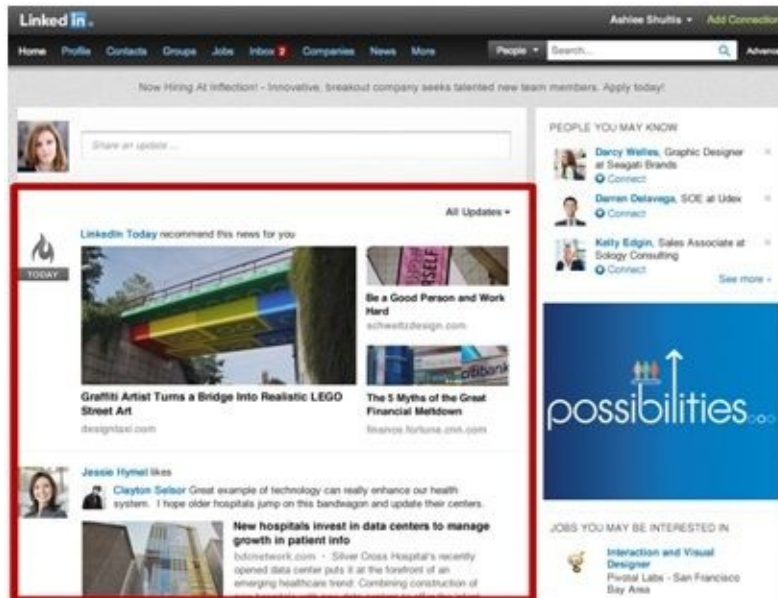 Linked in.
Ashlee Shultis
Add Connections
Home Profile Contacts Groups Jobs Inbox 2 Companies News More
People
Search...
Now Hiring At Inflection! - Innovative, breakout company seeks talented new team members. Apply today!
Share an update ...
All Updates
LinkedIn Today recommend this news for you
TODAY
Graffiti Artist Turns a Bridge Into Realistic LEGO
Street Art
designtaxi.com
Be a Good Person and Work
Hard
schweitzdesign.com
citibank
The 5 Myths of the Great
Financial Meltdown
finance.fortune.cnn.com
Jessie Hymel likes
Clayton Selsor Great example of technology can really enhance our health
system. I hope older hospitals jump on this bandwagon and update their centers.
New hospitals invest in data centers to manage
growth in patient info
bdcnetwork.com · Silver Cross Hospital's recently
opened data center puts it at the forefront of an
emerging healthcare trend: Combining construction of
PEOPLE YOU MAY KNOW
Darcy Welles, Graphic Designer
at Seagati Brands
Connect
Darren Delavega, SOE at Udex
Connect
Kelly Edgin, Sales Associate at
Sology Consulting
Connect
See more
possibilities...
JOBS YOU MAY BE INTERESTED IN
Interaction and Visual
Designer
Pivotal Labs - San Francisco
Bay Area